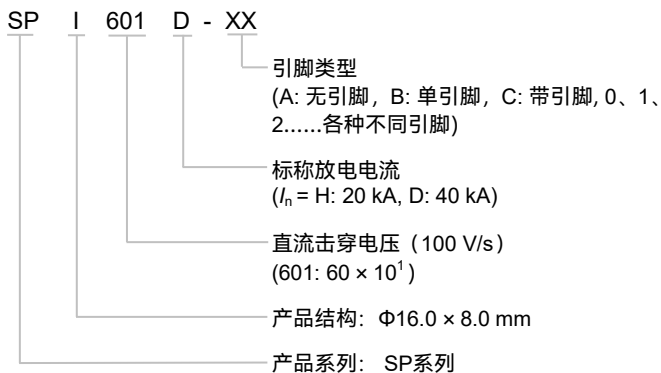 SP I 601 D - XX
引脚类型
(A: 无引脚，B: 单引脚，C: 带引脚, 0、1、
2......各种不同引脚)
标称放电电流
(Iₙ = H: 20 kA, D: 40 kA)
直流击穿电压（100 V/s）
(601: 60 × 10¹ )
产品结构: Φ16.0 × 8.0 mm
产品系列: SP系列